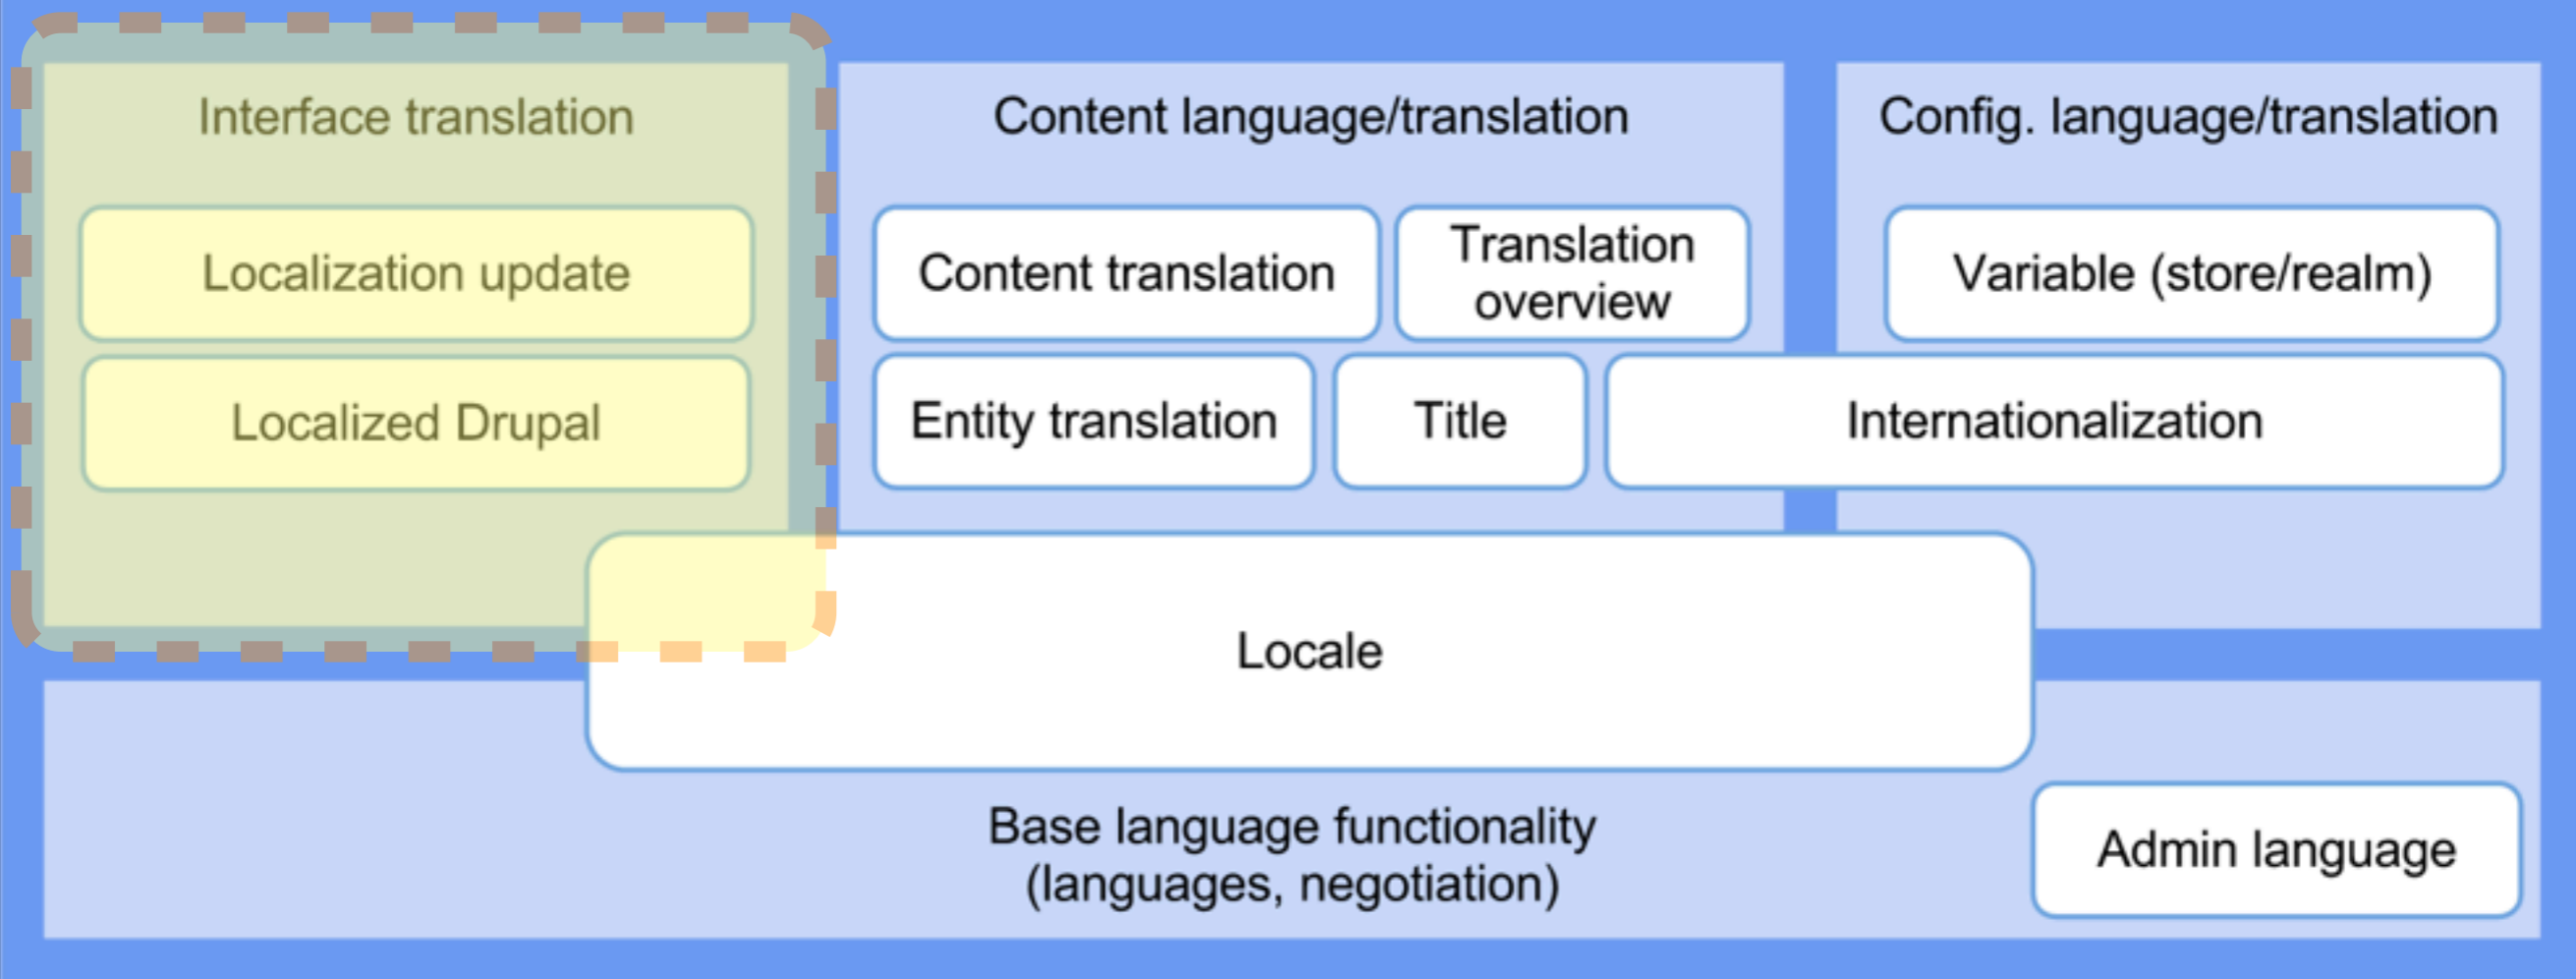 Interface translation
Localization update
Localized Drupal
Content language/translation
Content translation
Translation
overview
Entity translation
Title
Config. language/translation
Variable (store/realm)
Internationalization
Locale
Base language functionality
(languages, negotiation)
Admin language